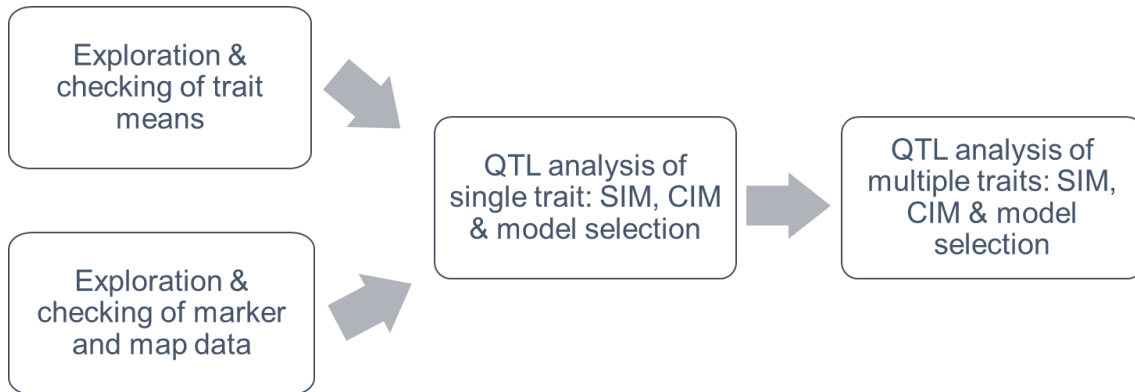 Exploration &
checking of trait
means
Exploration &
checking of marker
and map data
QTL analysis of
single trait: SIM, CIM
& model selection
QTL analysis of
multiple traits: SIM,
CIM & model
selection